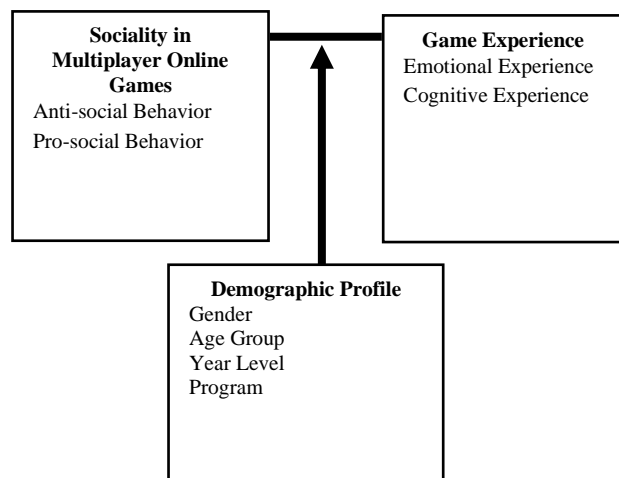 Sociality in
Multiplayer Online
Games
Anti-social Behavior
Pro-social Behavior
Game Experience
Emotional Experience
Cognitive Experience
Demographic Profile
Gender
Age Group
Year Level
Program